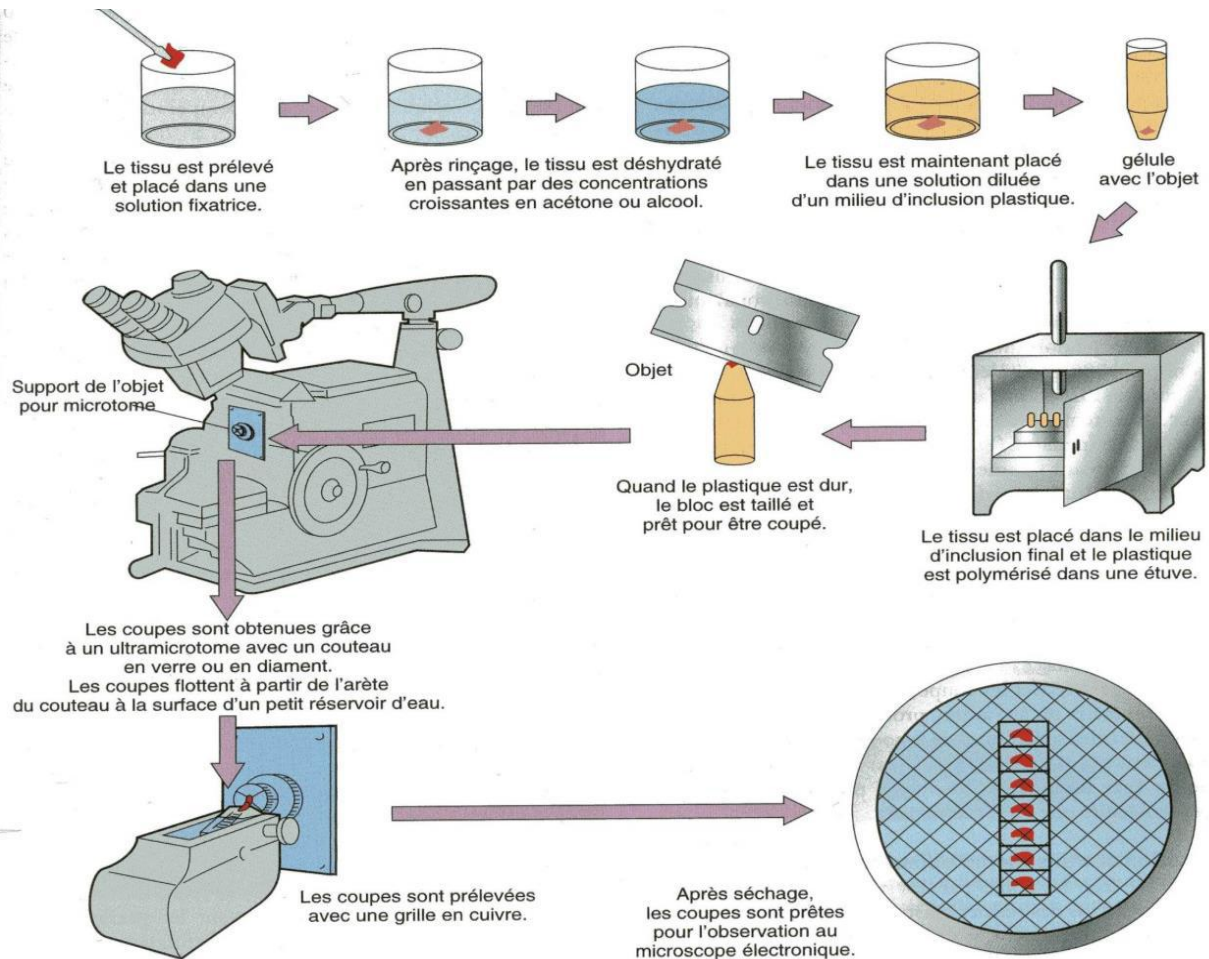 Le tissu est prélevé
et placé dans une
solution fixatrice.
Après rinçage, le tissu est déshydraté
en passant par des concentrations
croissantes en acétone ou alcool.
Le tissu est maintenant placé
dans une solution diluée
d'un milieu d'inclusion plastique.
gélule
avec l'objet
Support de l'objet
pour microtome
Objet
Quand le plastique est dur,
le bloc est taillé et
prêt pour être coupé.
Le tissu est placé dans le milieu
d'inclusion final et le plastique
est polymérisé dans une étuve.
Les coupes sont obtenues grâce
à un ultramicrotome avec un couteau
en verre ou en diament.
Les coupes flottent à partir de l'arète
du couteau à la surface d'un petit réservoir d'eau.
Les coupes sont prélevées
avec une grille en cuivre.
Après séchage,
les coupes sont prêtes
pour l'observation au
microscope électronique.